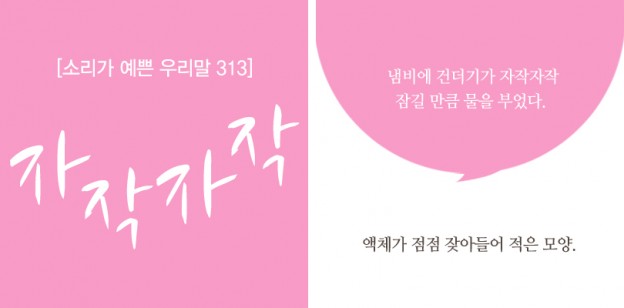 [소리가 예쁜 우리말 313]
자작자작
냄비에 건더기가 자작자작
잠길 만큼 물을 부었다.
액체가 점점 잦아들어 적은 모양.